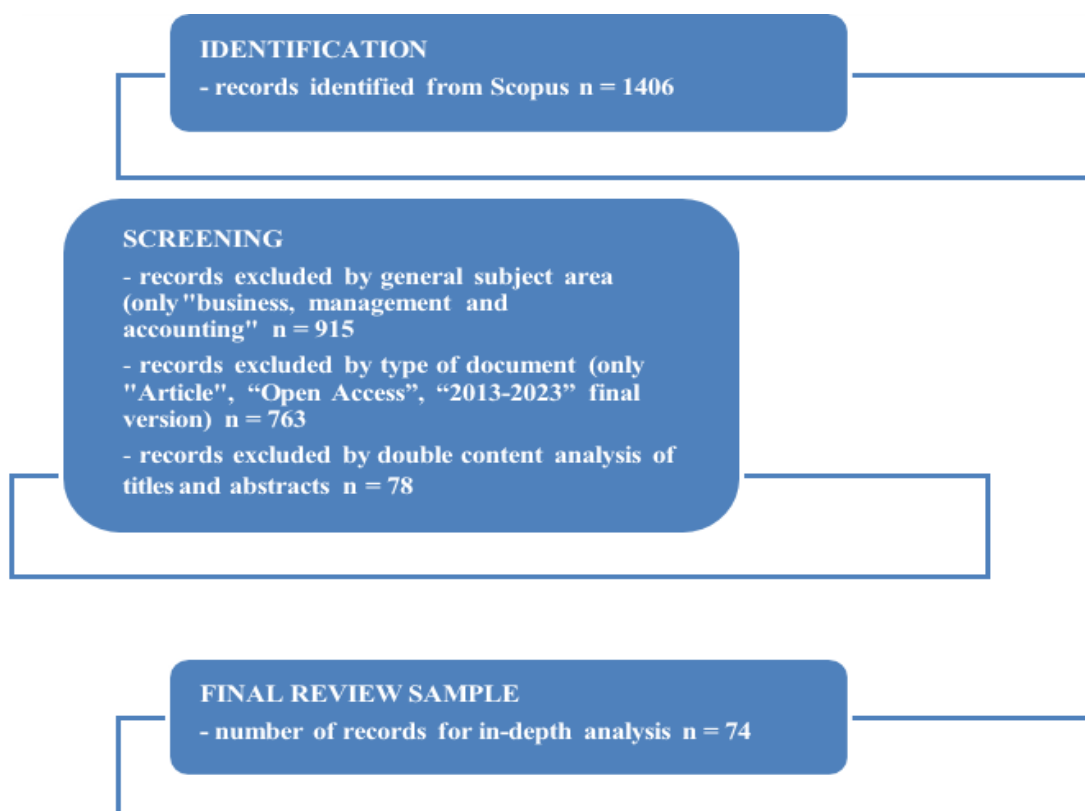 IDENTIFICATION
- records identified from Scopus n = 1406
SCREENING
- records excluded by general subject area
(only "business, management and
accounting" n = 915
- records excluded by type of document (only
"Article", “Open Access”, “2013-2023” final
version) n = 763
- records excluded by double content analysis of
titles and abstracts n = 78
FINAL REVIEW SAMPLE
- number of records for in-depth analysis n = 74